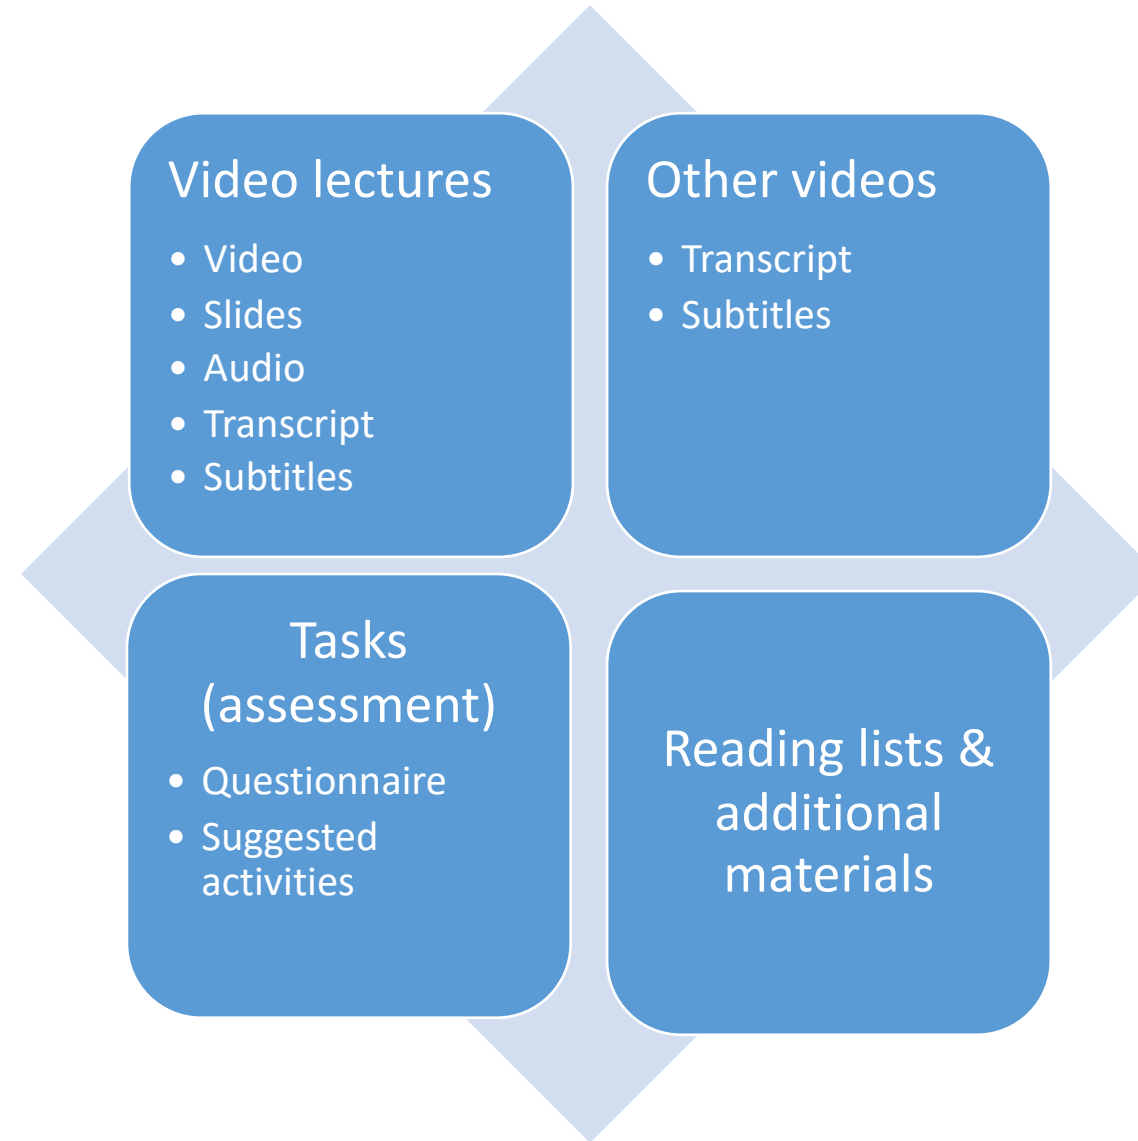 Video lectures
• Video
• Slides
• Audio
• Transcript
• Subtitles
Other videos
• Transcript
• Subtitles
Tasks
(assessment)
• Questionnaire
• Suggested
activities
Reading lists &
additional
materials